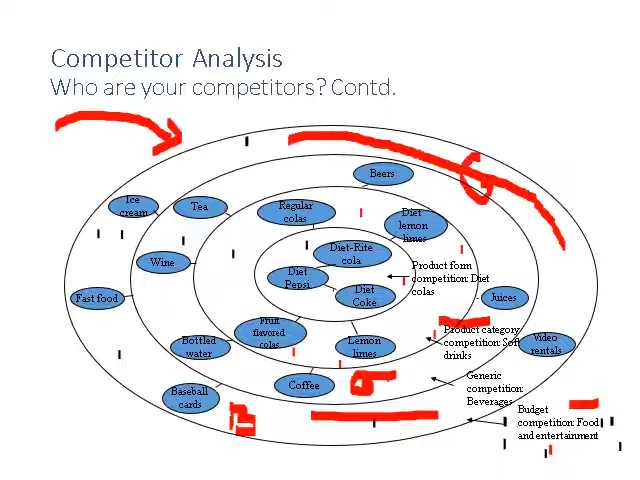 Competitor Analysis
Who are your competitors? Contd.
Beers
Ice
cream
Tea
Regular
colas
Diet
lemon
limes
Diet-Rite
cola
Wine
Diet
Pepsi
Product form
competition: Diet
colas
Diet
Coke
Fast food
Juices
Fruit
flavored
colas
Product category
competition: Soft
drinks
Bottled
water
Lemon
limes
Video
rentals
Coffee
Generic
competition:
Beverages
Baseball
cards
Budget
competition: Food
and entertainment